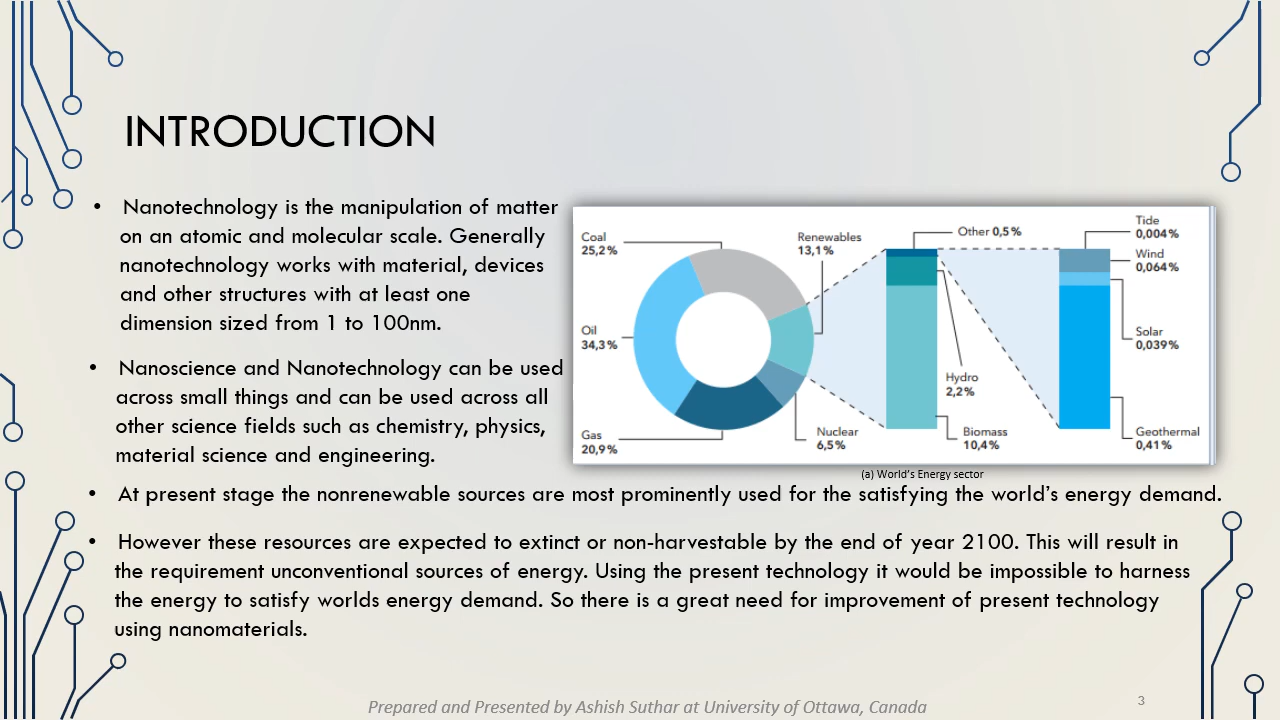 INTRODUCTION
• Nanotechnology is the manipulation of matter
on an atomic and molecular scale. Generally
nanotechnology works with material, devices
and other structures with at least one
dimension sized from 1 to 100nm.
• Nanoscience and Nanotechnology can be used
across small things and can be used across all
other science fields such as chemistry, physics,
material science and engineering.
Coal
25,2%
Oil
34,3%
Gas
20,9%
Renewables
13,1%
Nuclear
6,5%
Other 0,5%
Hydro
2,2%
Biomass
10,4%
Tide
0,004%
Wind
0,064%
Solar
0,039%
Geothermal
0,41%
(a) World's Energy sector
• At present stage the nonrenewable sources are most prominently used for the satisfying the world's energy demand.
• However these resources are expected to extinct or non-harvestable by the end of year 2100. This will result in
the requirement unconventional sources of energy. Using the present technology it would be impossible to harness
the energy to satisfy worlds energy demand. So there is a great need for improvement of present technology
using nanomaterials.
Prepared and Presented by Ashish Suthar at University of Ottawa, Canada
3